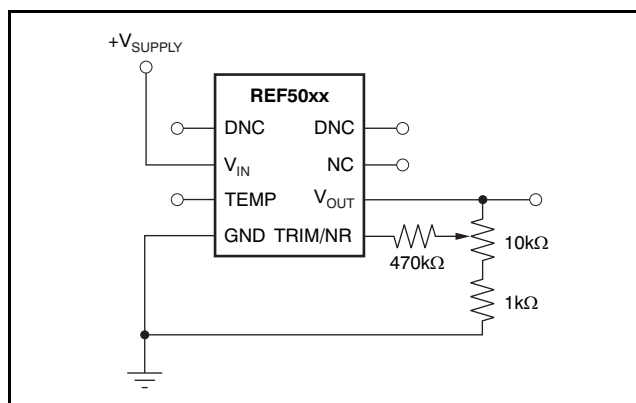 +VSUPPLY
REF50xx
DNC
DNC
VIN
NC
TEMP
VOUT
GND
TRIM/NR
10kΩ
470kΩ
1kΩ